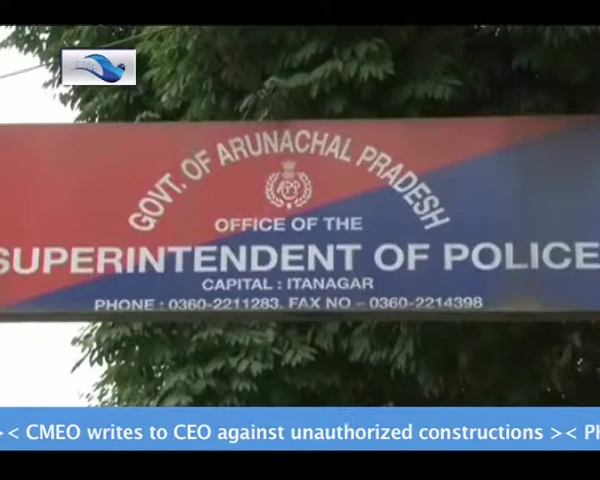 GOVT. OF ARUNACHAL PRADESH
OFFICE OF THE
SUPERINTENDENT OF POLICE
CAPITAL : ITANAGAR
PHONE : 0360-2211283. FAX NO – 0360-2214398
>< CMEO writes to CEO against unauthorized constructions ><